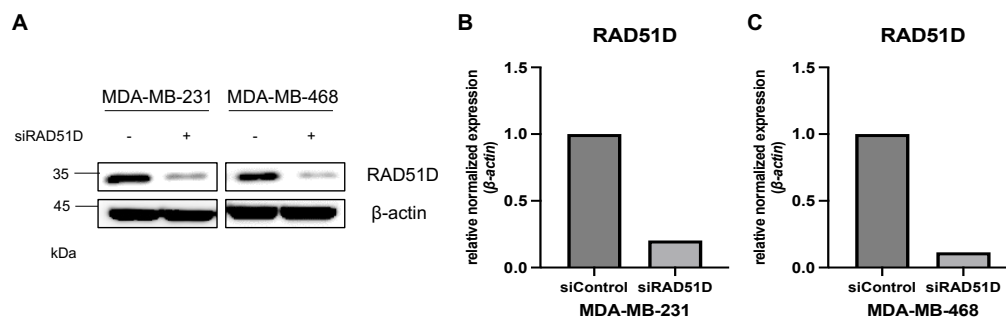 A
MDA-MB-231 MDA-MB-468
siRAD51D - + - +
35 RAD51D
45 β-actin
kDa
B
RAD51D
relative normalized expression
(β-actin)
1.5
1.0
0.5
0.0
siControl siRAD51D
MDA-MB-231
C
RAD51D
relative normalized expression
(β-actin)
1.5
1.0
0.5
0.0
siControl siRAD51D
MDA-MB-468